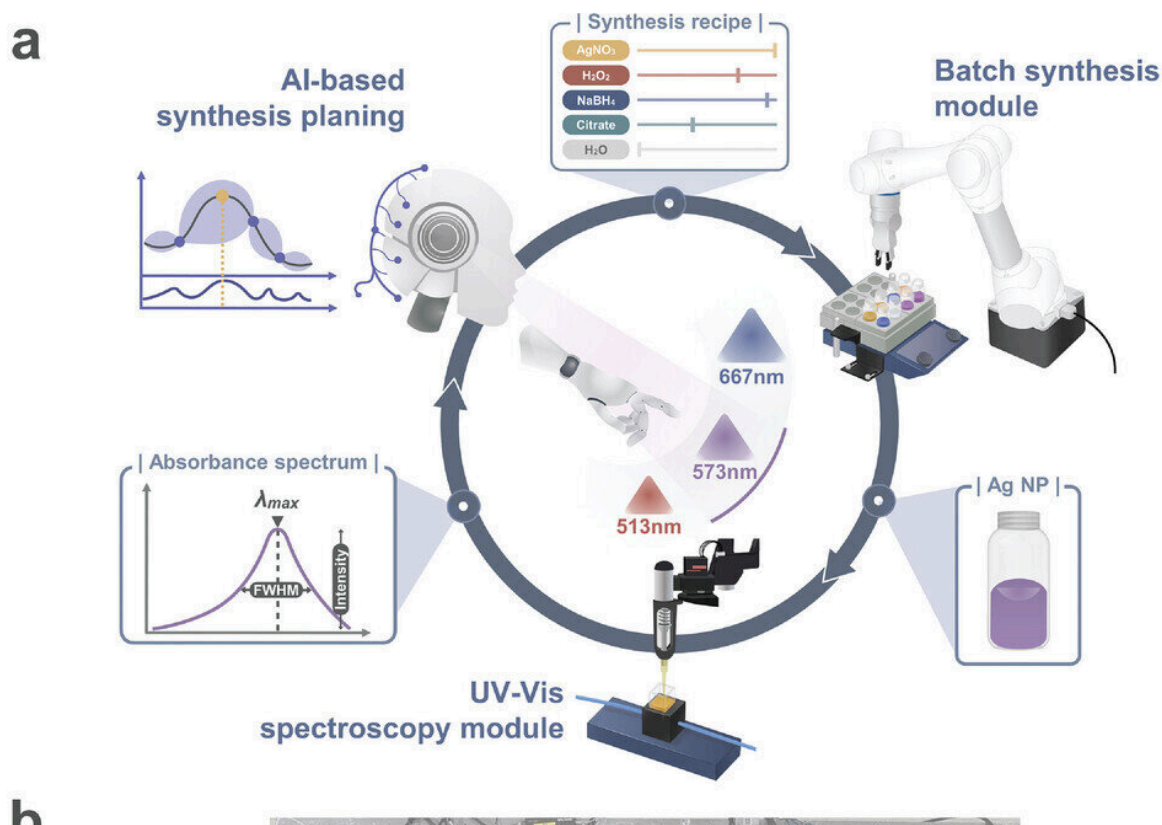 a
| Synthesis recipe |
AgNO₃
H₂O₂
NaBH₄
Citrate
H₂O
AI-based
synthesis planing
Batch synthesis
module
667nm
573nm
513nm
| Absorbance spectrum |
λmax
FWHM
Intensity
| Ag NP |
UV-Vis
spectroscopy module
b